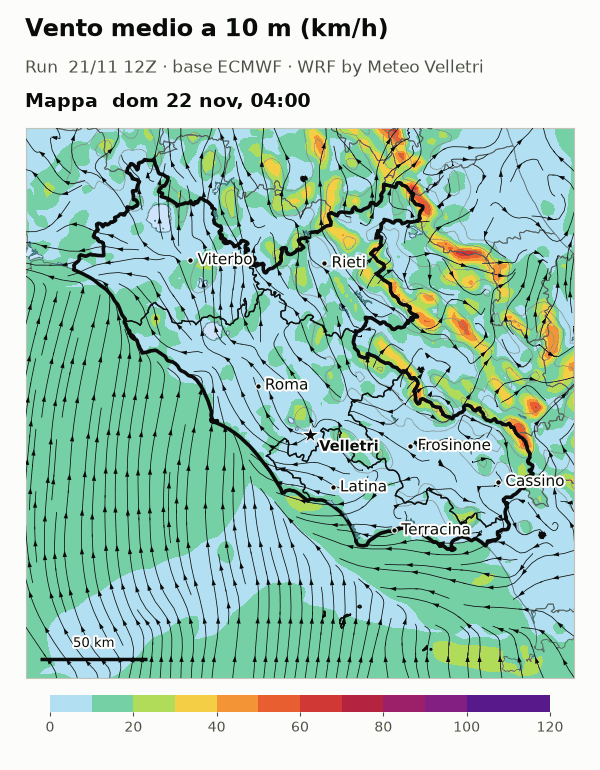 Vento medio a 10 m (km/h)
Run  21/11 12Z · base ECMWF · WRF by Meteo Velletri
Mappa  dom 22 nov, 04:00
Viterbo
Rieti
Roma
Velletri
Frosinone
Cassino
Latina
Terracina
50 km
0 20 40 60 80 100 120